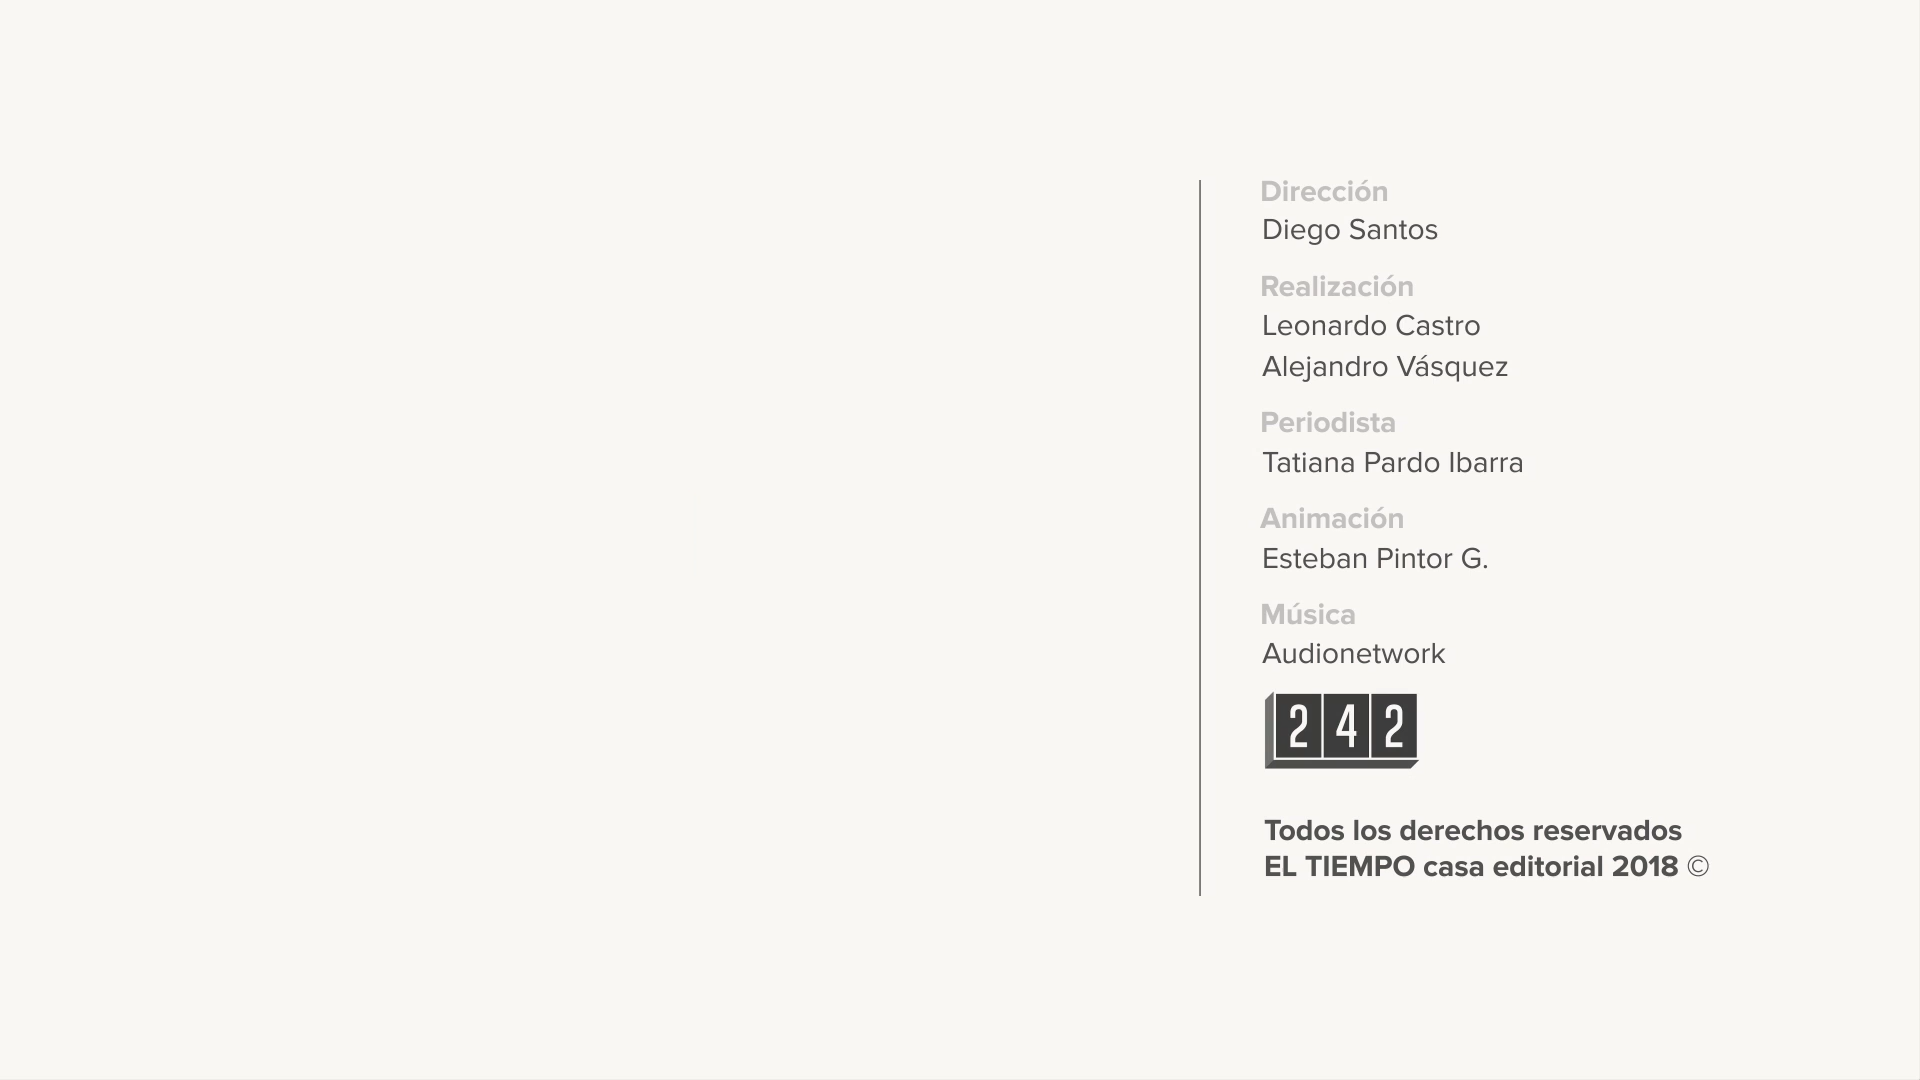 Dirección
Diego Santos
Realización
Leonardo Castro
Alejandro Vásquez
Periodista
Tatiana Pardo Ibarra
Animación
Esteban Pintor G.
Música
Audionetwork
242
Todos los derechos reservados
EL TIEMPO casa editorial 2018 ©